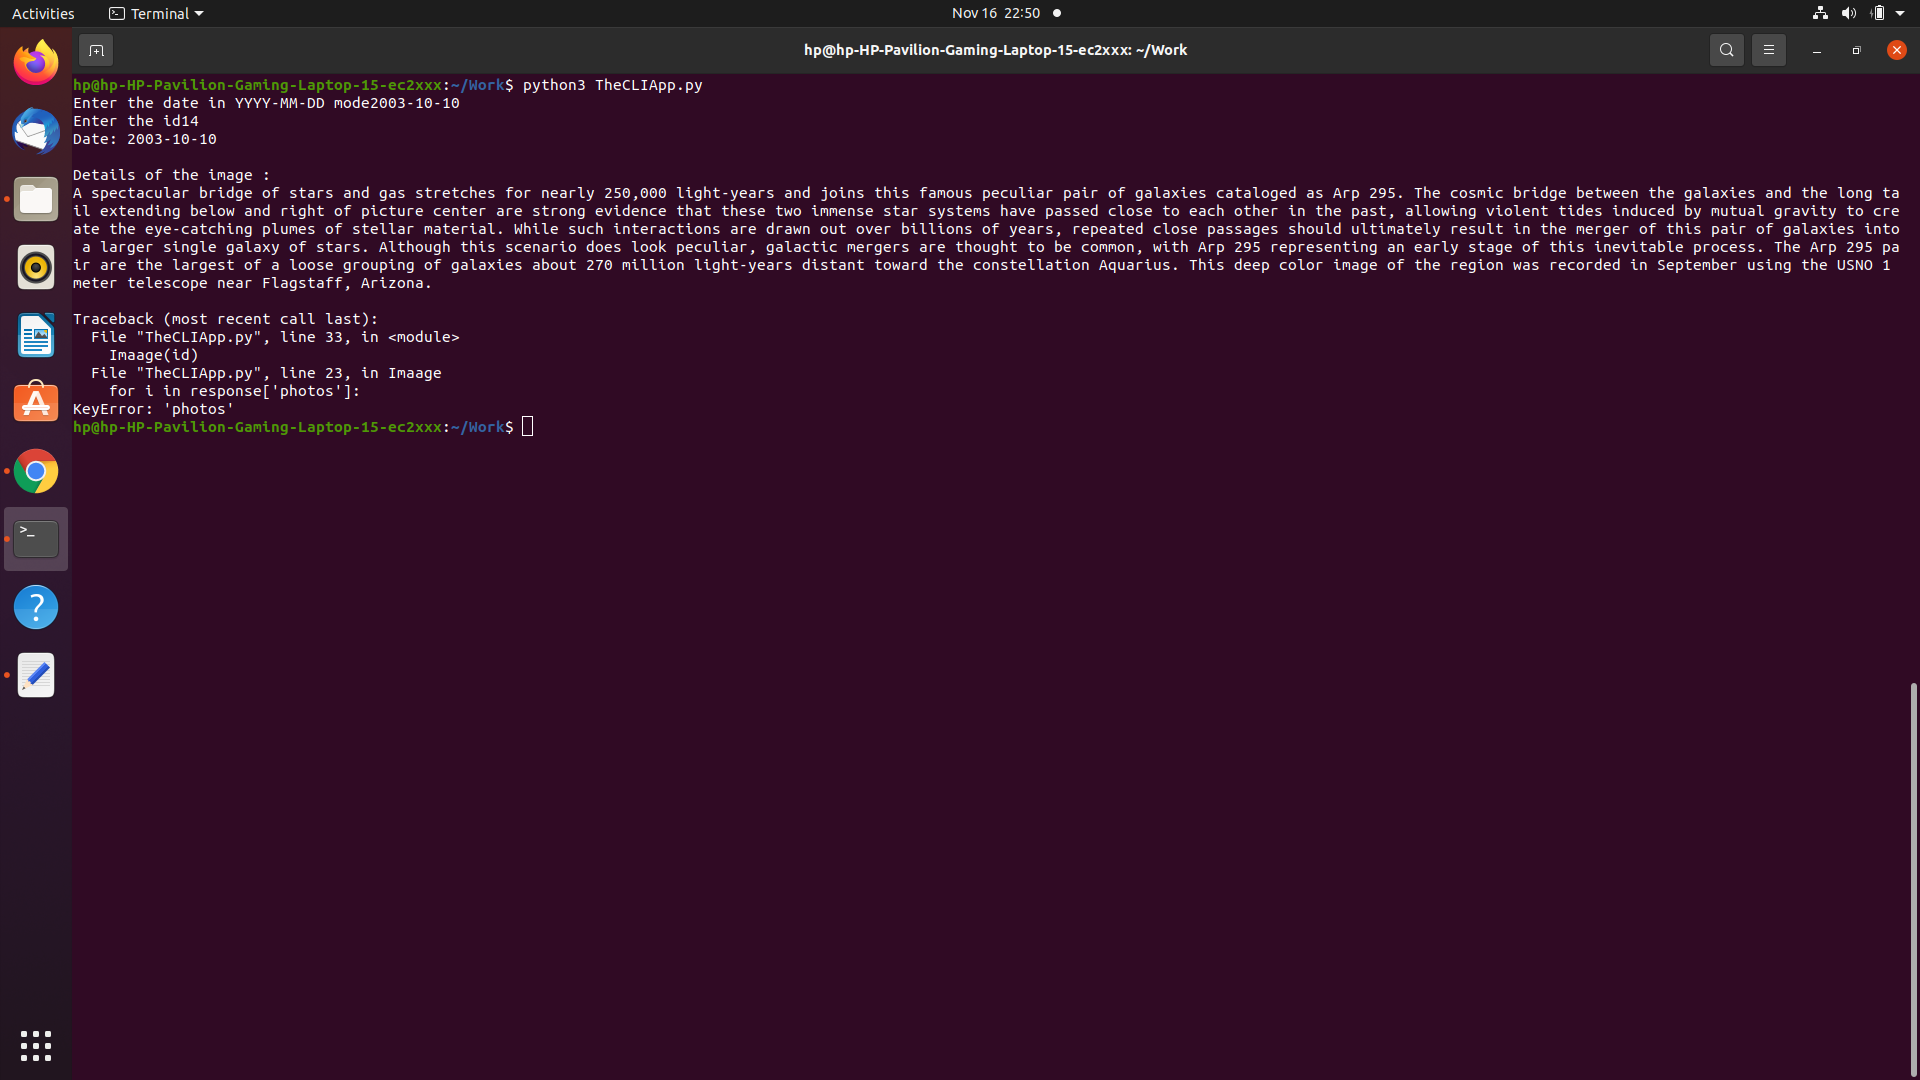 Activities Terminal Nov 16 22:50
hp@hp-HP-Pavilion-Gaming-Laptop-15-ec2xxx: ~/Work
hp@hp-HP-Pavilion-Gaming-Laptop-15-ec2xxx:~/Work$ python3 TheCLIApp.py
Enter the date in YYYY-MM-DD mode2003-10-10
Enter the id14
Date: 2003-10-10
Details of the image :
A spectacular bridge of stars and gas stretches for nearly 250,000 light-years and joins this famous peculiar pair of galaxies cataloged as Arp 295. The cosmic bridge between the galaxies and the long ta
il extending below and right of picture center are strong evidence that these two immense star systems have passed close to each other in the past, allowing violent tides induced by mutual gravity to cre
ate the eye-catching plumes of stellar material. While such interactions are drawn out over billions of years, repeated close passages should ultimately result in the merger of this pair of galaxies into
 a larger single galaxy of stars. Although this scenario does look peculiar, galactic mergers are thought to be common, with Arp 295 representing an early stage of this inevitable process. The Arp 295 pa
ir are the largest of a loose grouping of galaxies about 270 million light-years distant toward the constellation Aquarius. This deep color image of the region was recorded in September using the USNO 1
meter telescope near Flagstaff, Arizona.
Traceback (most recent call last):
  File "TheCLIApp.py", line 33, in <module>
    Imaage(id)
  File "TheCLIApp.py", line 23, in Imaage
    for i in response['photos']:
KeyError: 'photos'
hp@hp-HP-Pavilion-Gaming-Laptop-15-ec2xxx:~/Work$